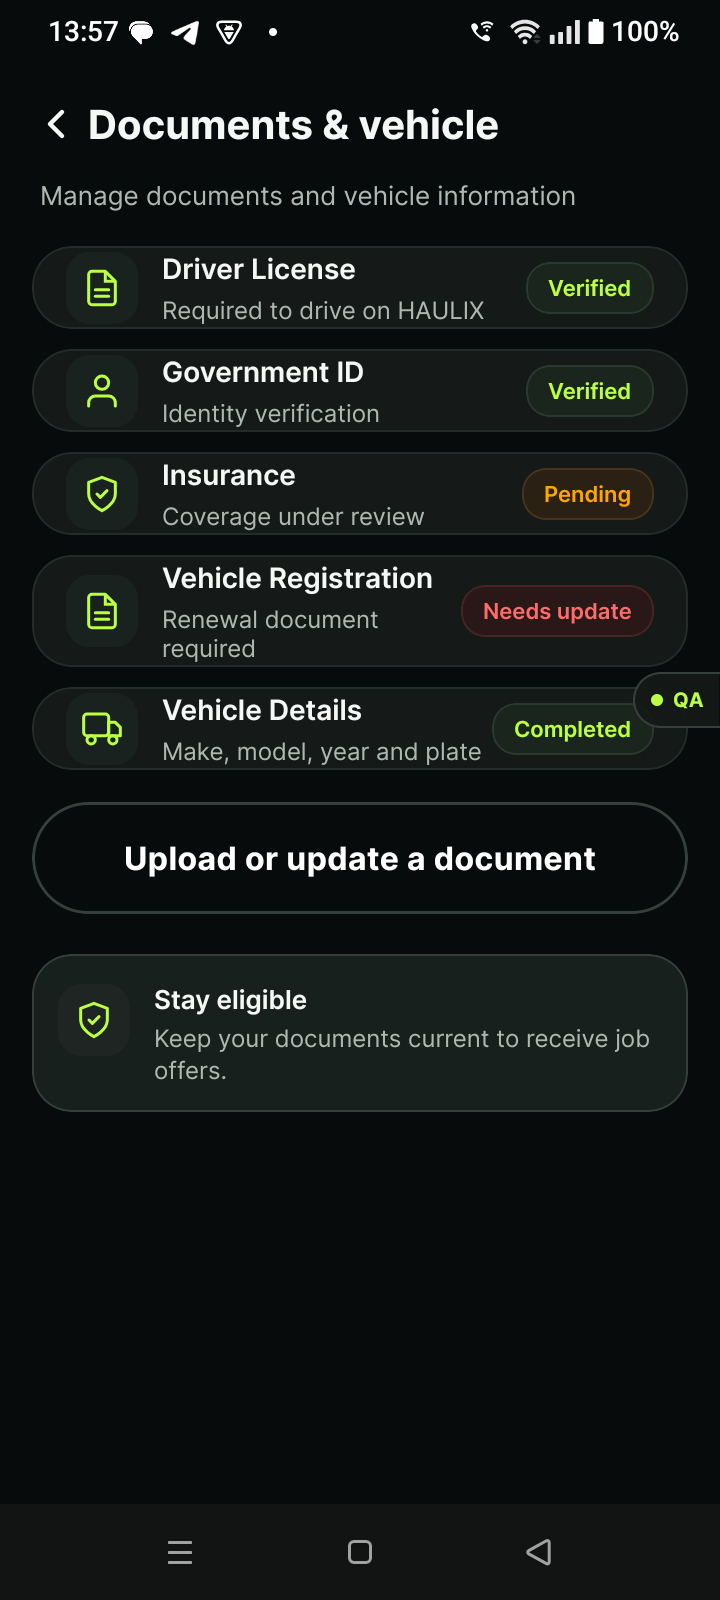 13:57
100%
Documents & vehicle
Manage documents and vehicle information
Driver License
Required to drive on HAULIX
Verified
Government ID
Identity verification
Verified
Insurance
Coverage under review
Pending
Vehicle Registration
Renewal document
required
Needs update
QA
Vehicle Details
Make, model, year and plate
Completed
Upload or update a document
Stay eligible
Keep your documents current to receive job
offers.